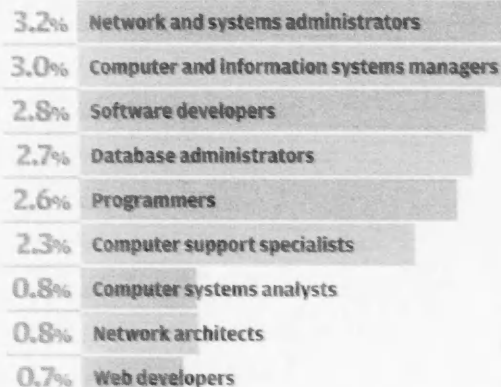 3.2% Network and systems administrators
3.0% Computer and information systems managers
2.8% Software developers
2.7% Database administrators
2.6% Programmers
2.3% Computer support specialists
0.8% Computer systems analysts
0.8% Network architects
0.7% Web developers